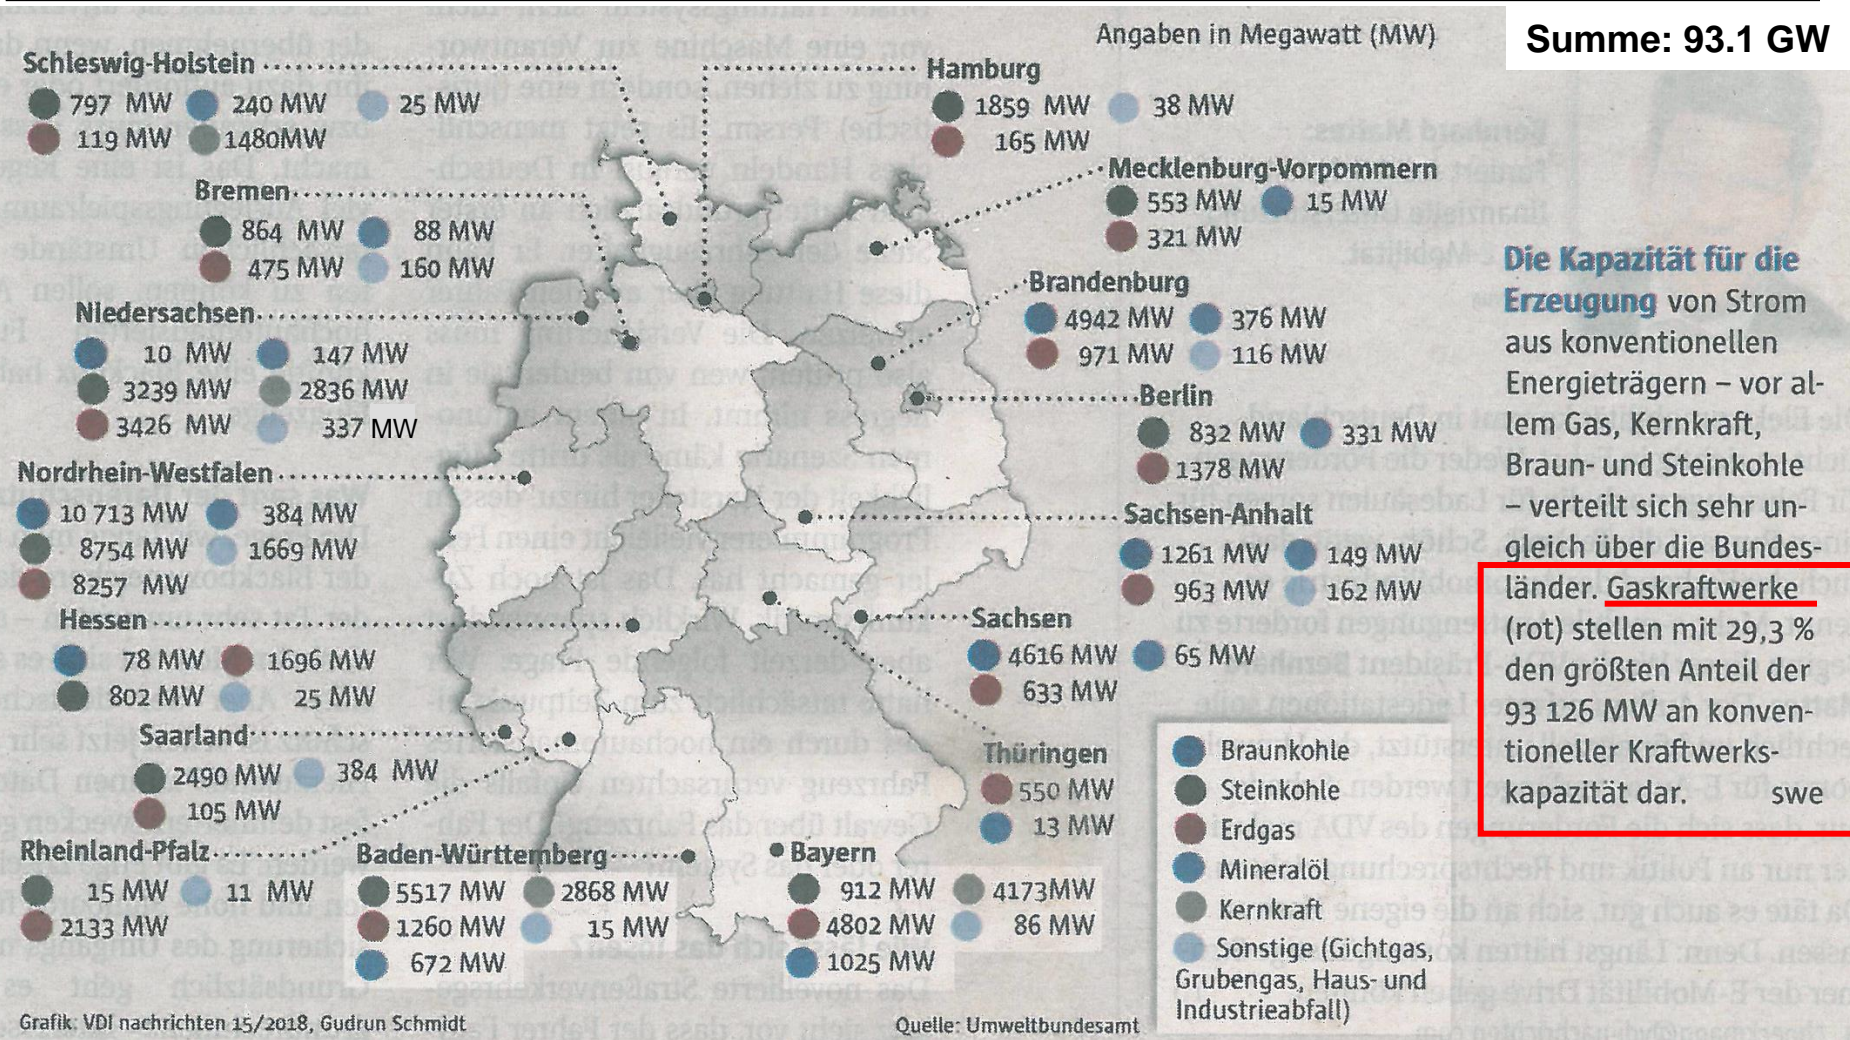 Angaben in Megawatt (MW)
Summe: 93.1 GW
Schleswig-Holstein
797 MW 240 MW 25 MW
119 MW 1480MW
Hamburg
1859 MW 38 MW
165 MW
Bremen
864 MW 88 MW
475 MW 160 MW
Mecklenburg-Vorpommern
553 MW 15 MW
321 MW
Niedersachsen
10 MW 147 MW
3239 MW 2836 MW
3426 MW 337 MW
Brandenburg
4942 MW 376 MW
971 MW 116 MW
Berlin
832 MW 331 MW
1378 MW
Nordrhein-Westfalen
10 713 MW 384 MW
8754 MW 1669 MW
8257 MW
Sachsen-Anhalt
1261 MW 149 MW
963 MW 162 MW
Hessen
78 MW 1696 MW
802 MW 25 MW
Sachsen
4616 MW 65 MW
633 MW
Saarland
2490 MW 384 MW
105 MW
Thüringen
550 MW
13 MW
Rheinland-Pfalz
15 MW 11 MW
2133 MW
Baden-Württemberg
5517 MW 2868 MW
1260 MW 15 MW
672 MW
Bayern
912 MW 4173MW
4802 MW 86 MW
1025 MW
Braunkohle
Steinkohle
Erdgas
Mineralöl
Kernkraft
Sonstige (Gichtgas,
Grubengas, Haus- und
Industrieabfall)
Die Kapazität für die
Erzeugung von Strom
aus konventionellen
Energieträgern – vor al-
lem Gas, Kernkraft,
Braun- und Steinkohle
– verteilt sich sehr un-
gleich über die Bundes-
länder. Gaskraftwerke
(rot) stellen mit 29,3 %
den größten Anteil der
93 126 MW an konven-
tioneller Kraftwerks-
kapazität dar. swe
Grafik: VDI nachrichten 15/2018, Gudrun Schmidt
Quelle: Umweltbundesamt